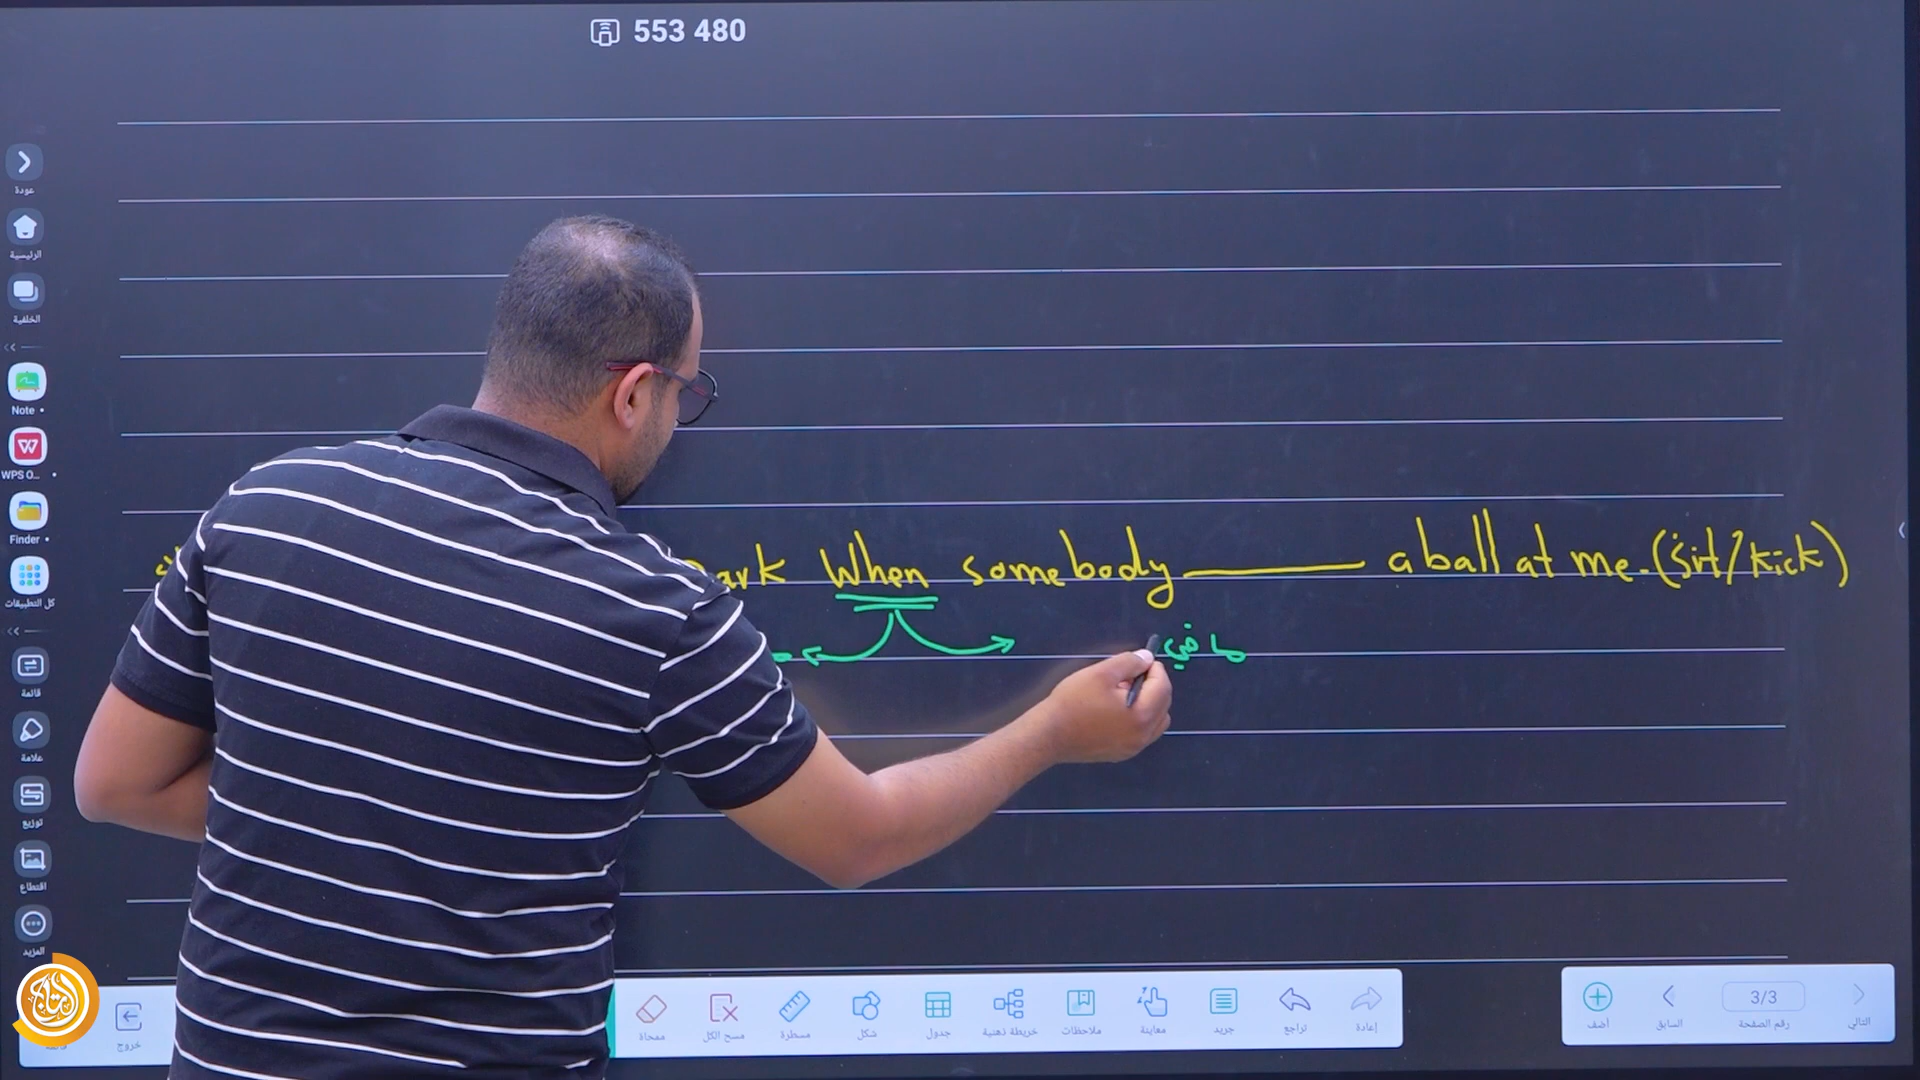 553 480
عودة
الرئيسية
الخلفية
Note
WPS O...
Finder
كل التطبيقات
قائمة
علامة
توزيع
اقتطاع
المزيد
When somebody ______ a ball at me. (sit/kick)
ماضي
خروج
ممحاة
مسح الكل
مسطرة
شكل
جدول
خريطة ذهنية
ملاحظات
معاينة
جريد
تراجع
إعادة
أضف
السابق
3/3
رقم الصفحة
التالي